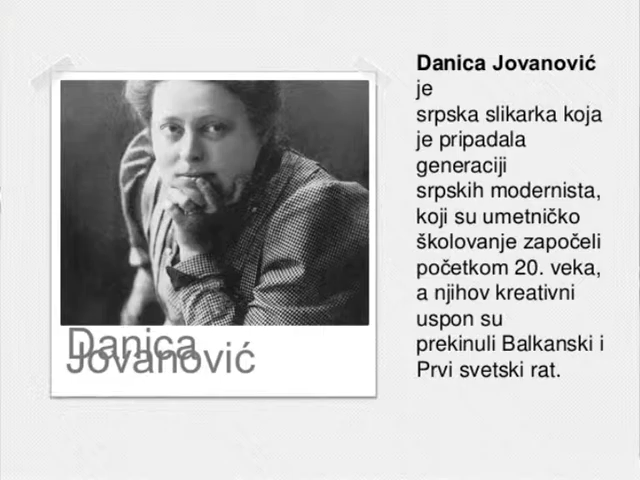 Danica
Jovanović
Danica Jovanović
je
srpska slikarka koja
je pripadala
generaciji
srpskih modernista,
koji su umetničko
školovanje započeli
početkom 20. veka,
a njihov kreativni
uspon su
prekinuli Balkanski i
Prvi svetski rat.